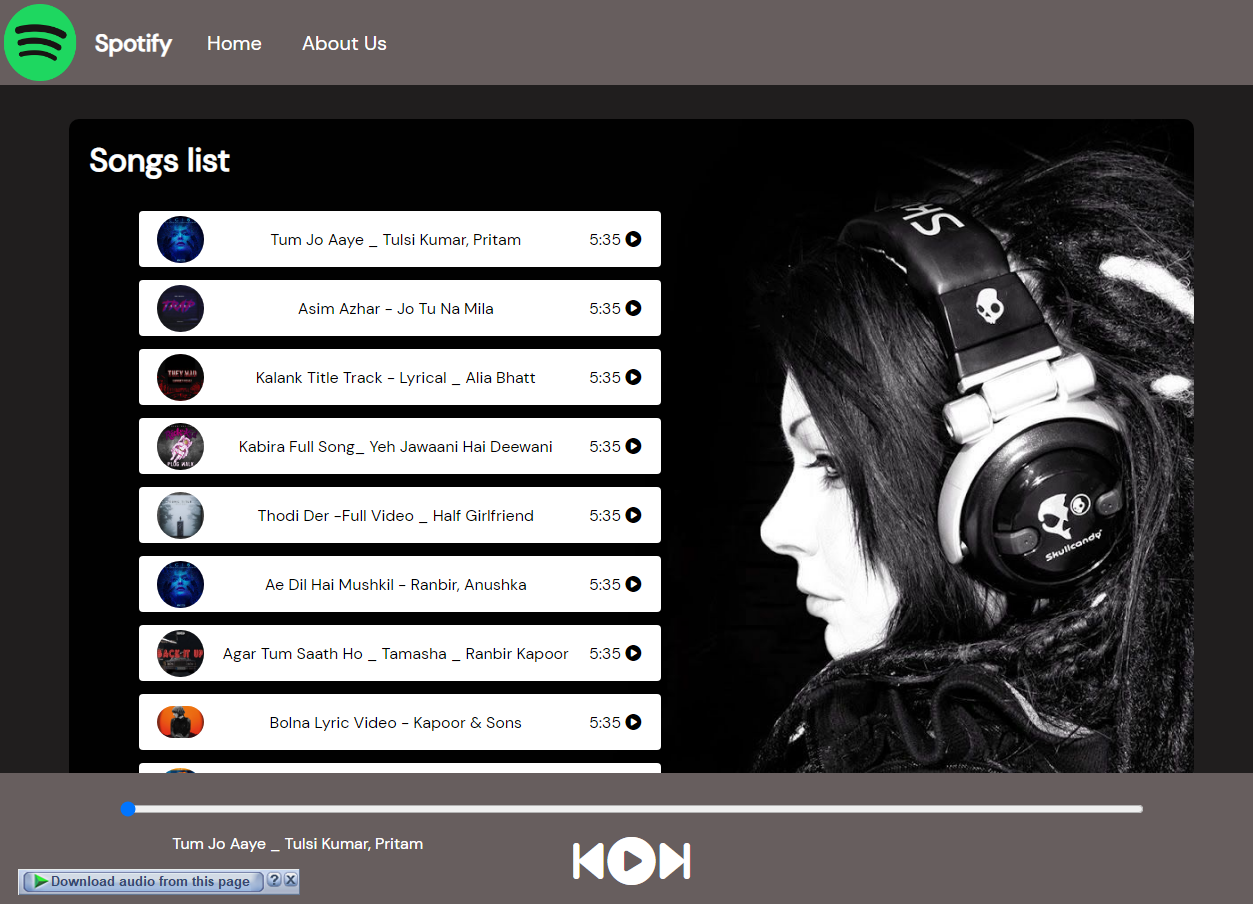 Spotify Home About Us
Songs list
Tum Jo Aaye _ Tulsi Kumar, Pritam 5:35
Asim Azhar - Jo Tu Na Mila 5:35
Kalank Title Track - Lyrical _ Alia Bhatt 5:35
Kabira Full Song_ Yeh Jawaani Hai Deewani 5:35
Thodi Der -Full Video _ Half Girlfriend 5:35
Ae Dil Hai Mushkil - Ranbir, Anushka 5:35
BACK IT UP
Agar Tum Saath Ho _ Tamasha _ Ranbir Kapoor 5:35
Bolna Lyric Video - Kapoor & Sons 5:35
Skullcandy
Tum Jo Aaye _ Tulsi Kumar, Pritam
Download audio from this page ? X